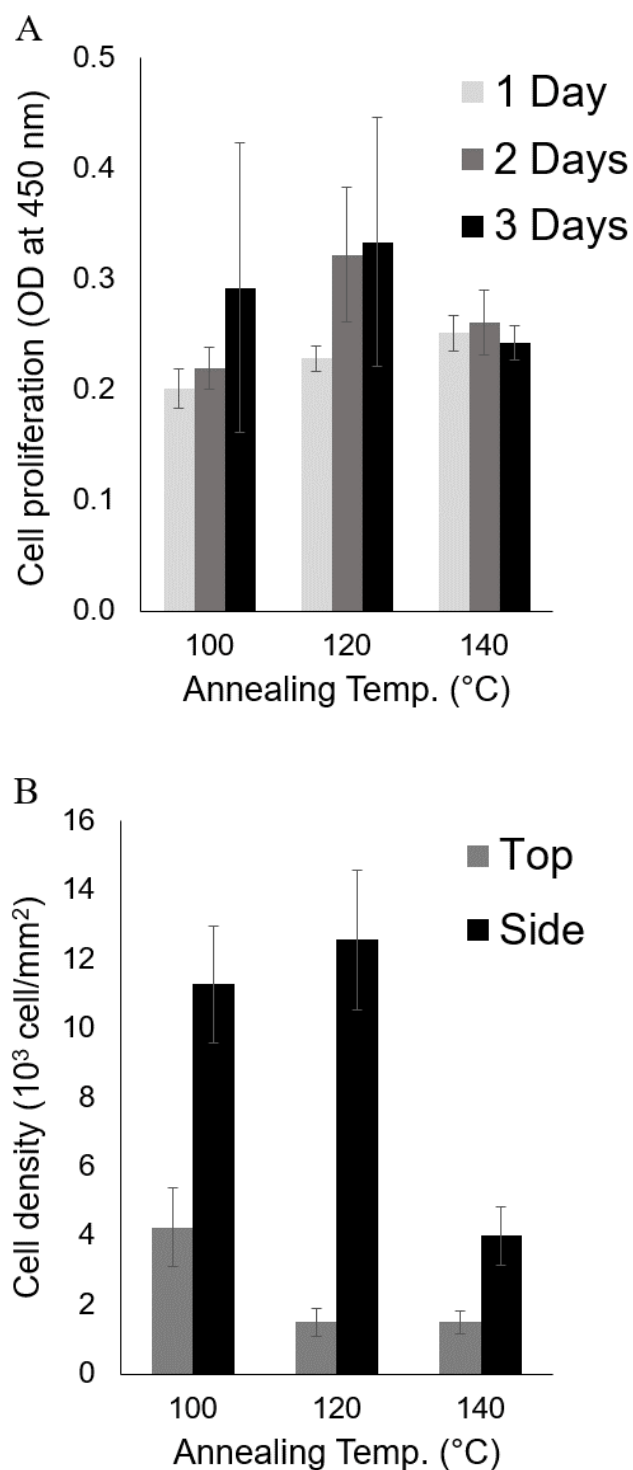 A
Cell proliferation (OD at 450 nm)
0.5
0.4
0.3
0.2
0.1
0.0
1 Day
2 Days
3 Days
100 120 140
Annealing Temp. (°C)
B
Cell density (10³ cell/mm²)
16
14
12
10
8
6
4
2
0
Top
Side
100 120 140
Annealing Temp. (°C)